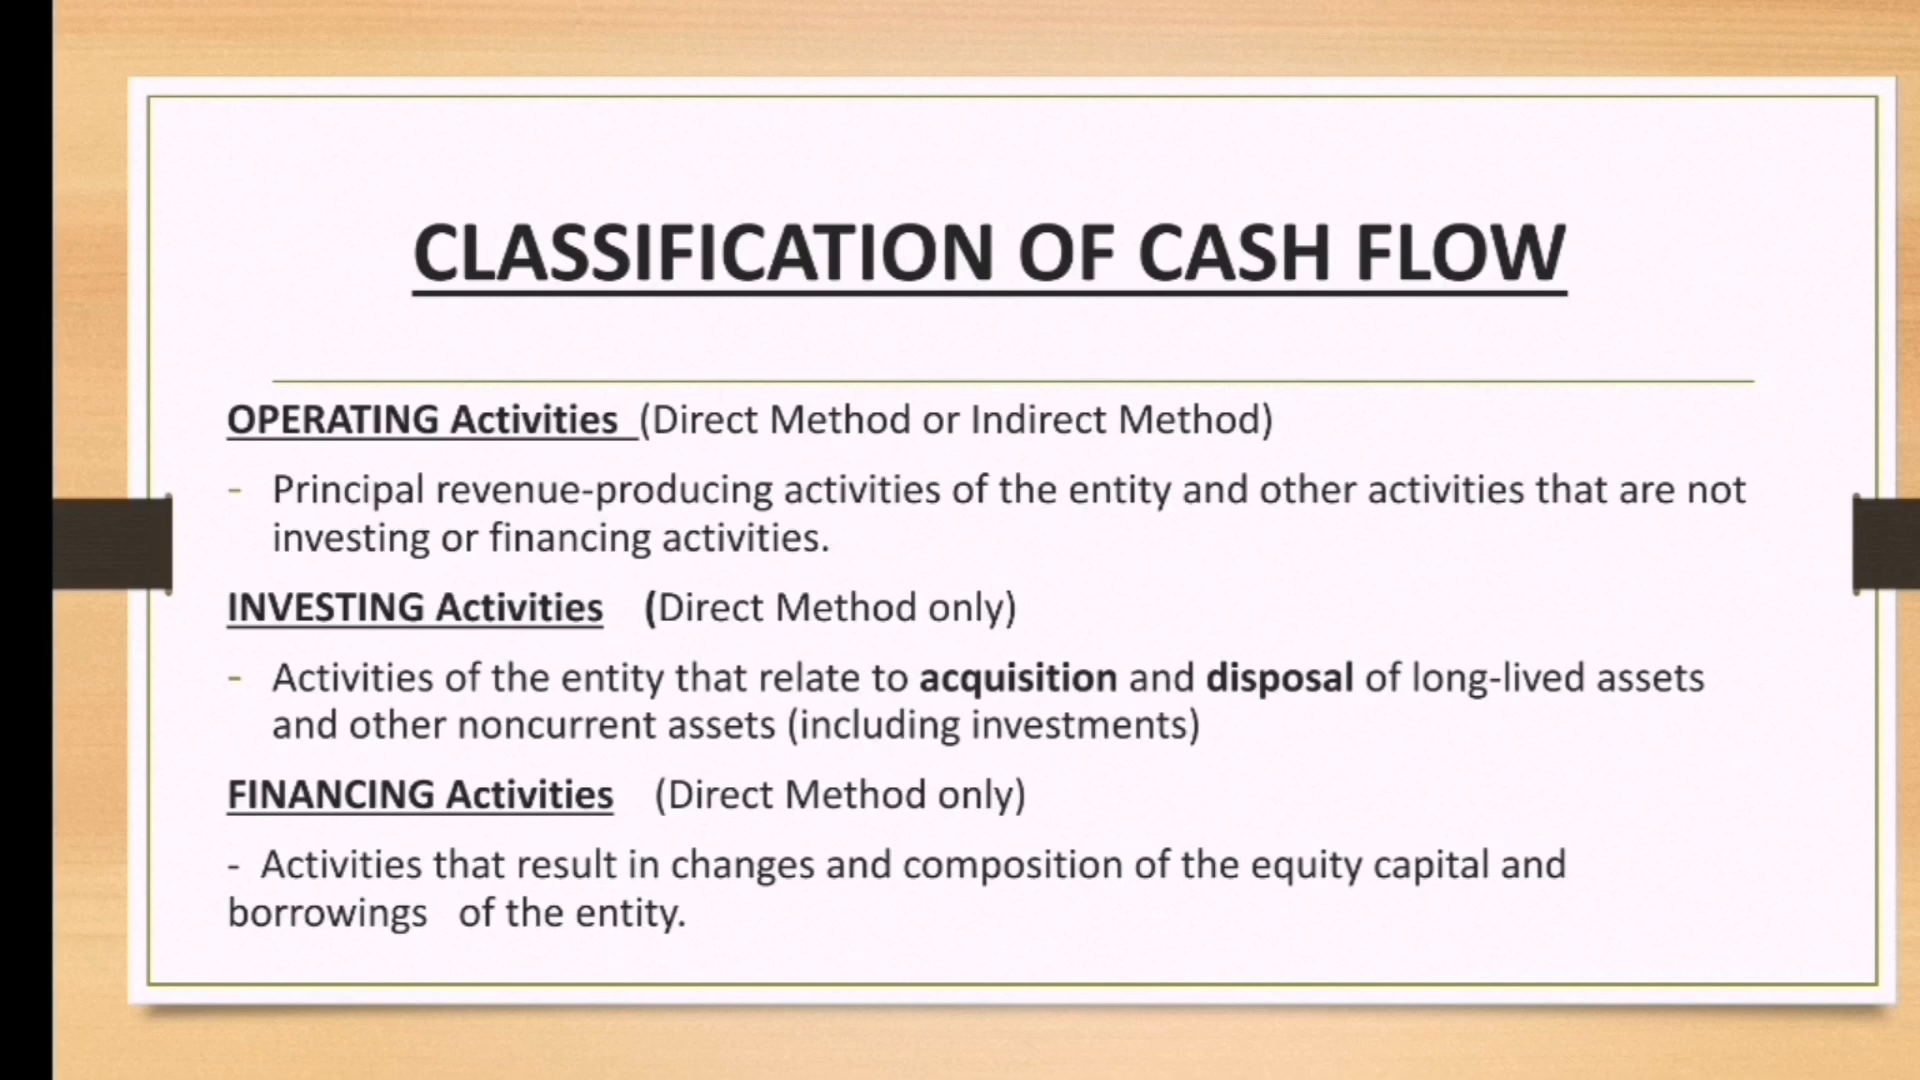 CLASSIFICATION OF CASH FLOW
OPERATING Activities (Direct Method or Indirect Method)
- Principal revenue-producing activities of the entity and other activities that are not
investing or financing activities.
INVESTING Activities (Direct Method only)
- Activities of the entity that relate to acquisition and disposal of long-lived assets
and other noncurrent assets (including investments)
FINANCING Activities (Direct Method only)
- Activities that result in changes and composition of the equity capital and
borrowings of the entity.